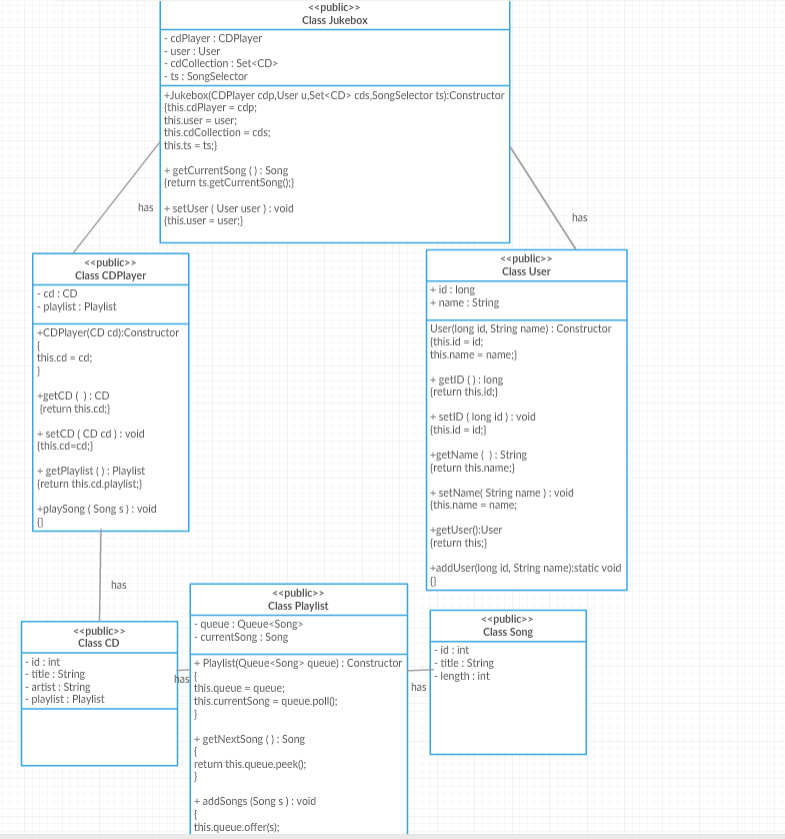 <<public>>
Class Jukebox
- cdPlayer : CDPlayer
- user : User
- cdCollection : Set<CD>
- ts : SongSelector
+Jukebox(CDPlayer cdp,User u,Set<CD> cds,SongSelector ts):Constructor
{this.cdPlayer = cdp;
this.user = user;
this.cdCollection = cds;
this.ts = ts;}
+ getCurrentSong ( ) : Song
{return ts.getCurrentSong();}
+ setUser ( User user ) : void
{this.user = user;}
has
has
<<public>>
Class CDPlayer
- cd : CD
- playlist : Playlist
+CDPlayer(CD cd):Constructor
{
this.cd = cd;
}
+getCD ( ) : CD
{return this.cd;}
+ setCD ( CD cd ) : void
{this.cd=cd;}
+ getPlaylist ( ) : Playlist
{return this.cd.playlist;}
+playSong ( Song s ) : void
{}
<<public>>
Class User
+ id : long
+ name : String
User(long id, String name) : Constructor
{this.id = id;
this.name = name;}
+ getID ( ) : long
{return this.id;}
+ setID ( long id ) : void
{this.id = id;}
+getName ( ) : String
{return this.name;}
+ setName( String name ) : void
{this.name = name;
+getUser():User
{return this;}
+addUser(long id, String name):static void
{}
has
<<public>>
Class CD
- id : int
- title : String
- artist : String
- playlist : Playlist
has
<<public>>
Class Playlist
- queue : Queue<Song>
- currentSong : Song
+ Playlist(Queue<Song> queue) : Constructor
{
this.queue = queue;
this.currentSong = queue.poll();
}
+ getNextSong ( ) : Song
{
return this.queue.peek();
}
+ addSongs (Song s ) : void
{
this.queue.offer(s);
has
<<public>>
Class Song
- id : int
- title : String
- length : int